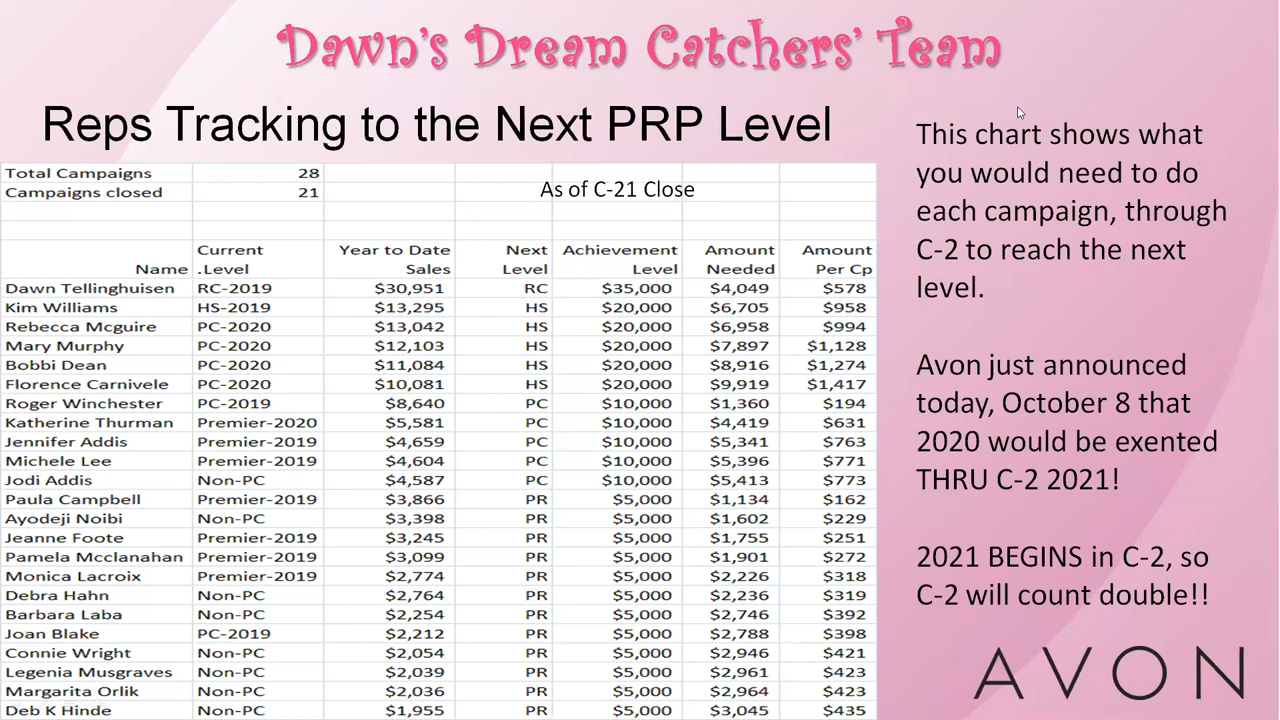 Dawn's Dream Catchers' Team
Reps Tracking to the Next PRP Level
Total Campaigns 28
Campaigns closed 21
As of C-21 Close
Current Year to Date Next Achievement Amount Amount
Name .Level Sales Level Level Needed Per Cp
Dawn Tellinghuisen RC-2019 $30,951 RC $35,000 $4,049 $578
Kim Williams HS-2019 $13,295 HS $20,000 $6,705 $958
Rebecca Mcguire PC-2020 $13,042 HS $20,000 $6,958 $994
Mary Murphy PC-2020 $12,103 HS $20,000 $7,897 $1,128
Bobbi Dean PC-2020 $11,084 HS $20,000 $8,916 $1,274
Florence Carnivele PC-2020 $10,081 HS $20,000 $9,919 $1,417
Roger Winchester PC-2019 $8,640 PC $10,000 $1,360 $194
Katherine Thurman Premier-2020 $5,581 PC $10,000 $4,419 $631
Jennifer Addis Premier-2019 $4,659 PC $10,000 $5,341 $763
Michele Lee Premier-2019 $4,604 PC $10,000 $5,396 $771
Jodi Addis Non-PC $4,587 PC $10,000 $5,413 $773
Paula Campbell Premier-2019 $3,866 PR $5,000 $1,134 $162
Ayodeji Noibi Non-PC $3,398 PR $5,000 $1,602 $229
Jeanne Foote Premier-2019 $3,245 PR $5,000 $1,755 $251
Pamela Mcclanahan Premier-2019 $3,099 PR $5,000 $1,901 $272
Monica Lacroix Premier-2019 $2,774 PR $5,000 $2,226 $318
Debra Hahn Non-PC $2,764 PR $5,000 $2,236 $319
Barbara Laba Non-PC $2,254 PR $5,000 $2,746 $392
Joan Blake PC-2019 $2,212 PR $5,000 $2,788 $398
Connie Wright Non-PC $2,054 PR $5,000 $2,946 $421
Legenia Musgraves Non-PC $2,039 PR $5,000 $2,961 $423
Margarita Orlik Non-PC $2,036 PR $5,000 $2,964 $423
Deb K Hinde Non-PC $1,955 PR $5,000 $3,045 $435
This chart shows what
you would need to do
each campaign, through
C-2 to reach the next
level.
Avon just announced
today, October 8 that
2020 would be exented
THRU C-2 2021!
2021 BEGINS in C-2, so
C-2 will count double!!
AVON